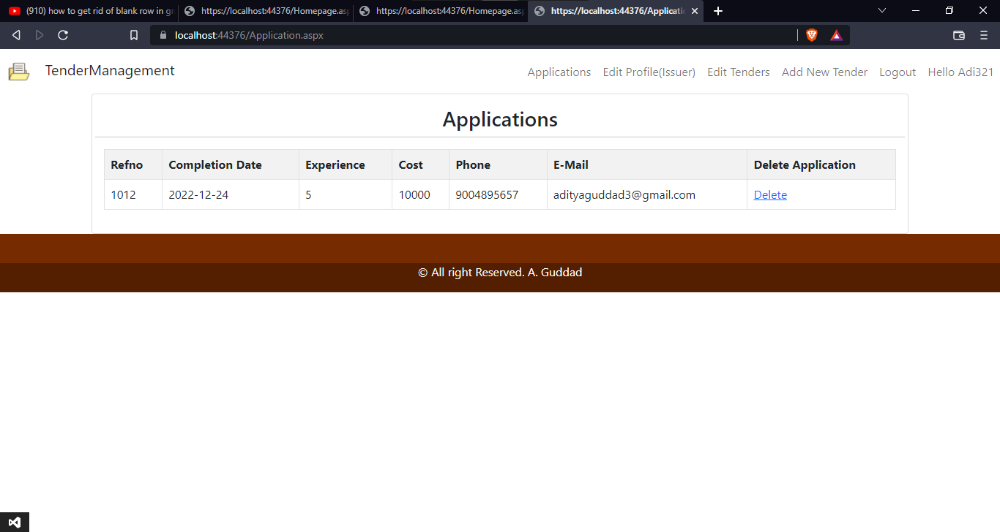 (910) how to get rid of blank row in gr
https://localhost:44376/Homepage.asp
https://localhost:44376/Homepage.asp
https://localhost:44376/Applicati
localhost:44376/Application.aspx
TenderManagement
Applications Edit Profile(Issuer) Edit Tenders Add New Tender Logout Hello Adi321
Applications
Refno Completion Date Experience Cost Phone E-Mail Delete Application
1012 2022-12-24 5 10000 9004895657 adityaguddad3@gmail.com Delete
© All right Reserved. A. Guddad